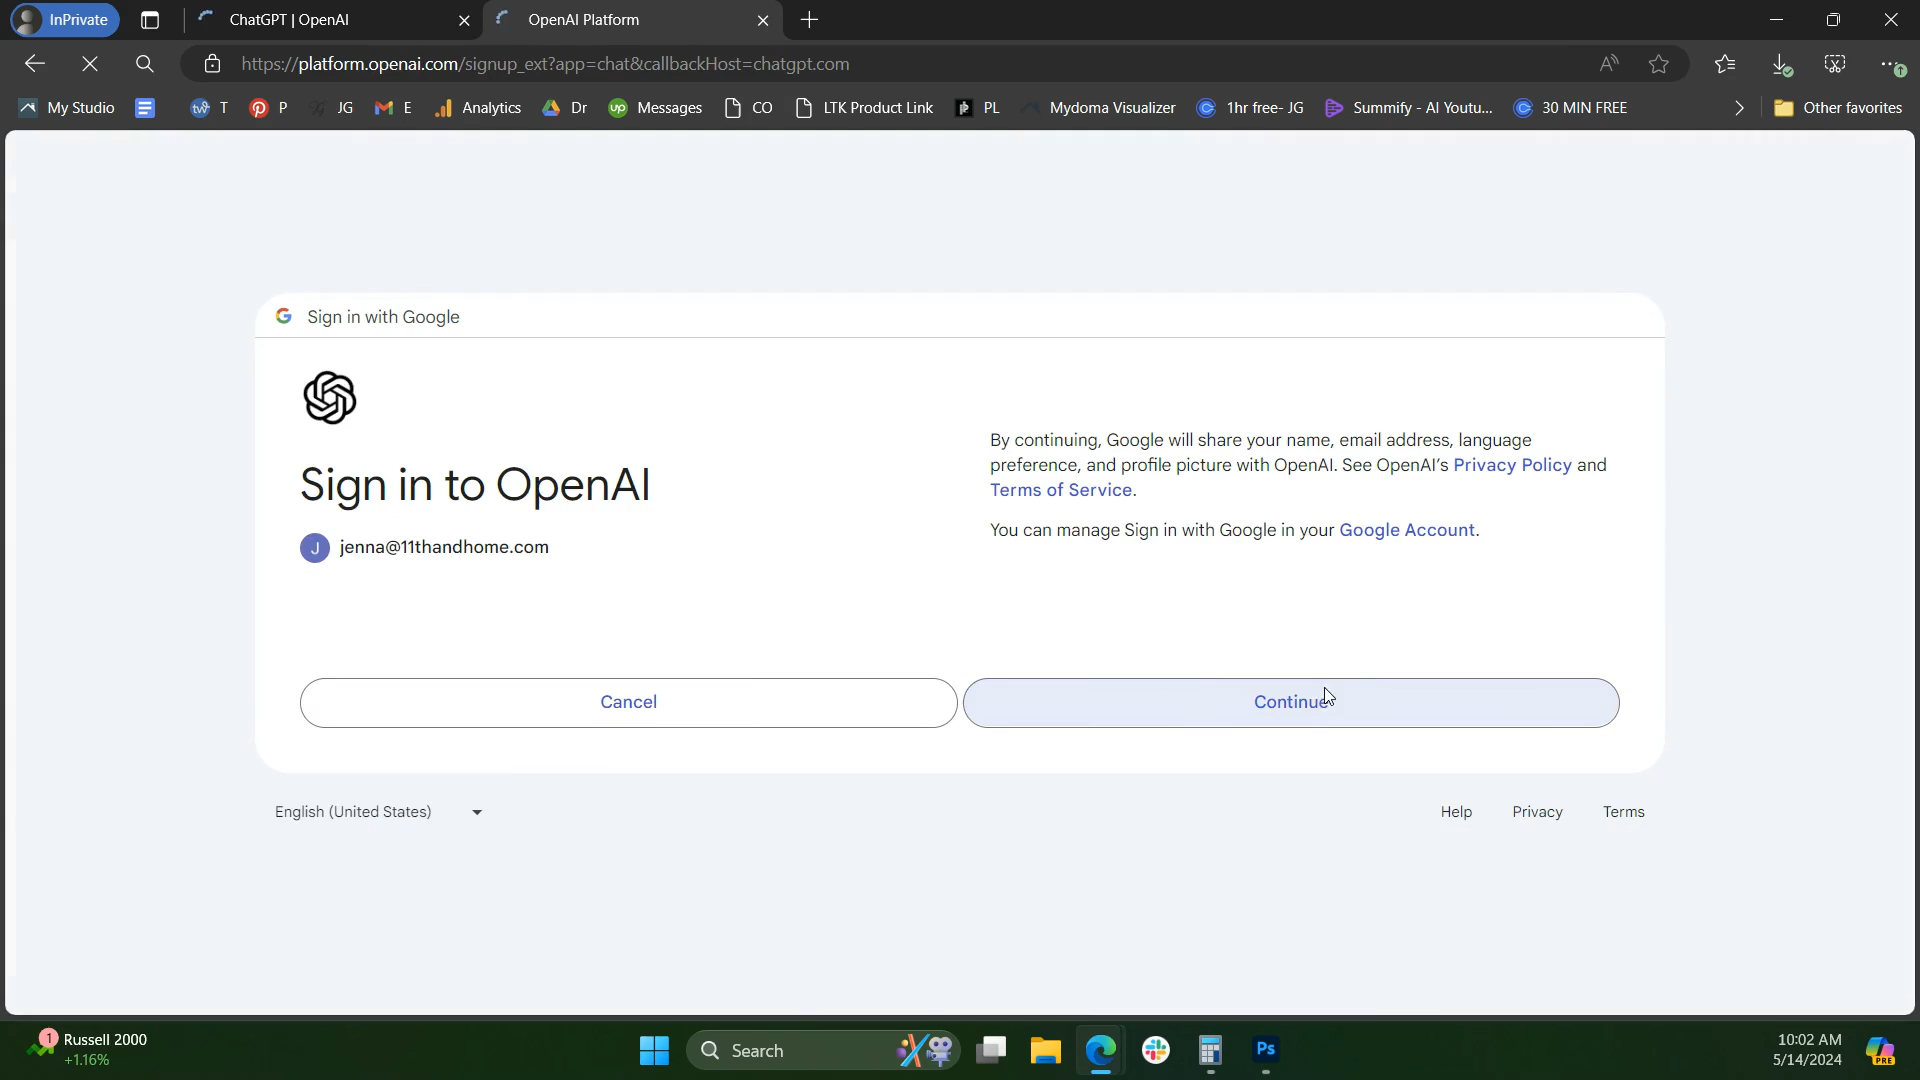 InPrivate
ChatGPT | OpenAI
OpenAI Platform
https://platform.openai.com/signup_ext?app=chat&callbackHost=chatgpt.com
My Studio
T
P
JG
E
Analytics
Dr
Messages
CO
LTK Product Link
PL
Mydoma Visualizer
1hr free- JG
Summify - AI Youtu...
30 MIN FREE
Other favorites
Sign in with Google
Sign in to OpenAI
J jenna@11thandhome.com
By continuing, Google will share your name, email address, language
preference, and profile picture with OpenAI. See OpenAI's Privacy Policy and
Terms of Service.
You can manage Sign in with Google in your Google Account.
Cancel
Continue
English (United States)
Help
Privacy
Terms
1
Russell 2000
+1.16%
Search
Ps
10:02 AM
5/14/2024
PRE